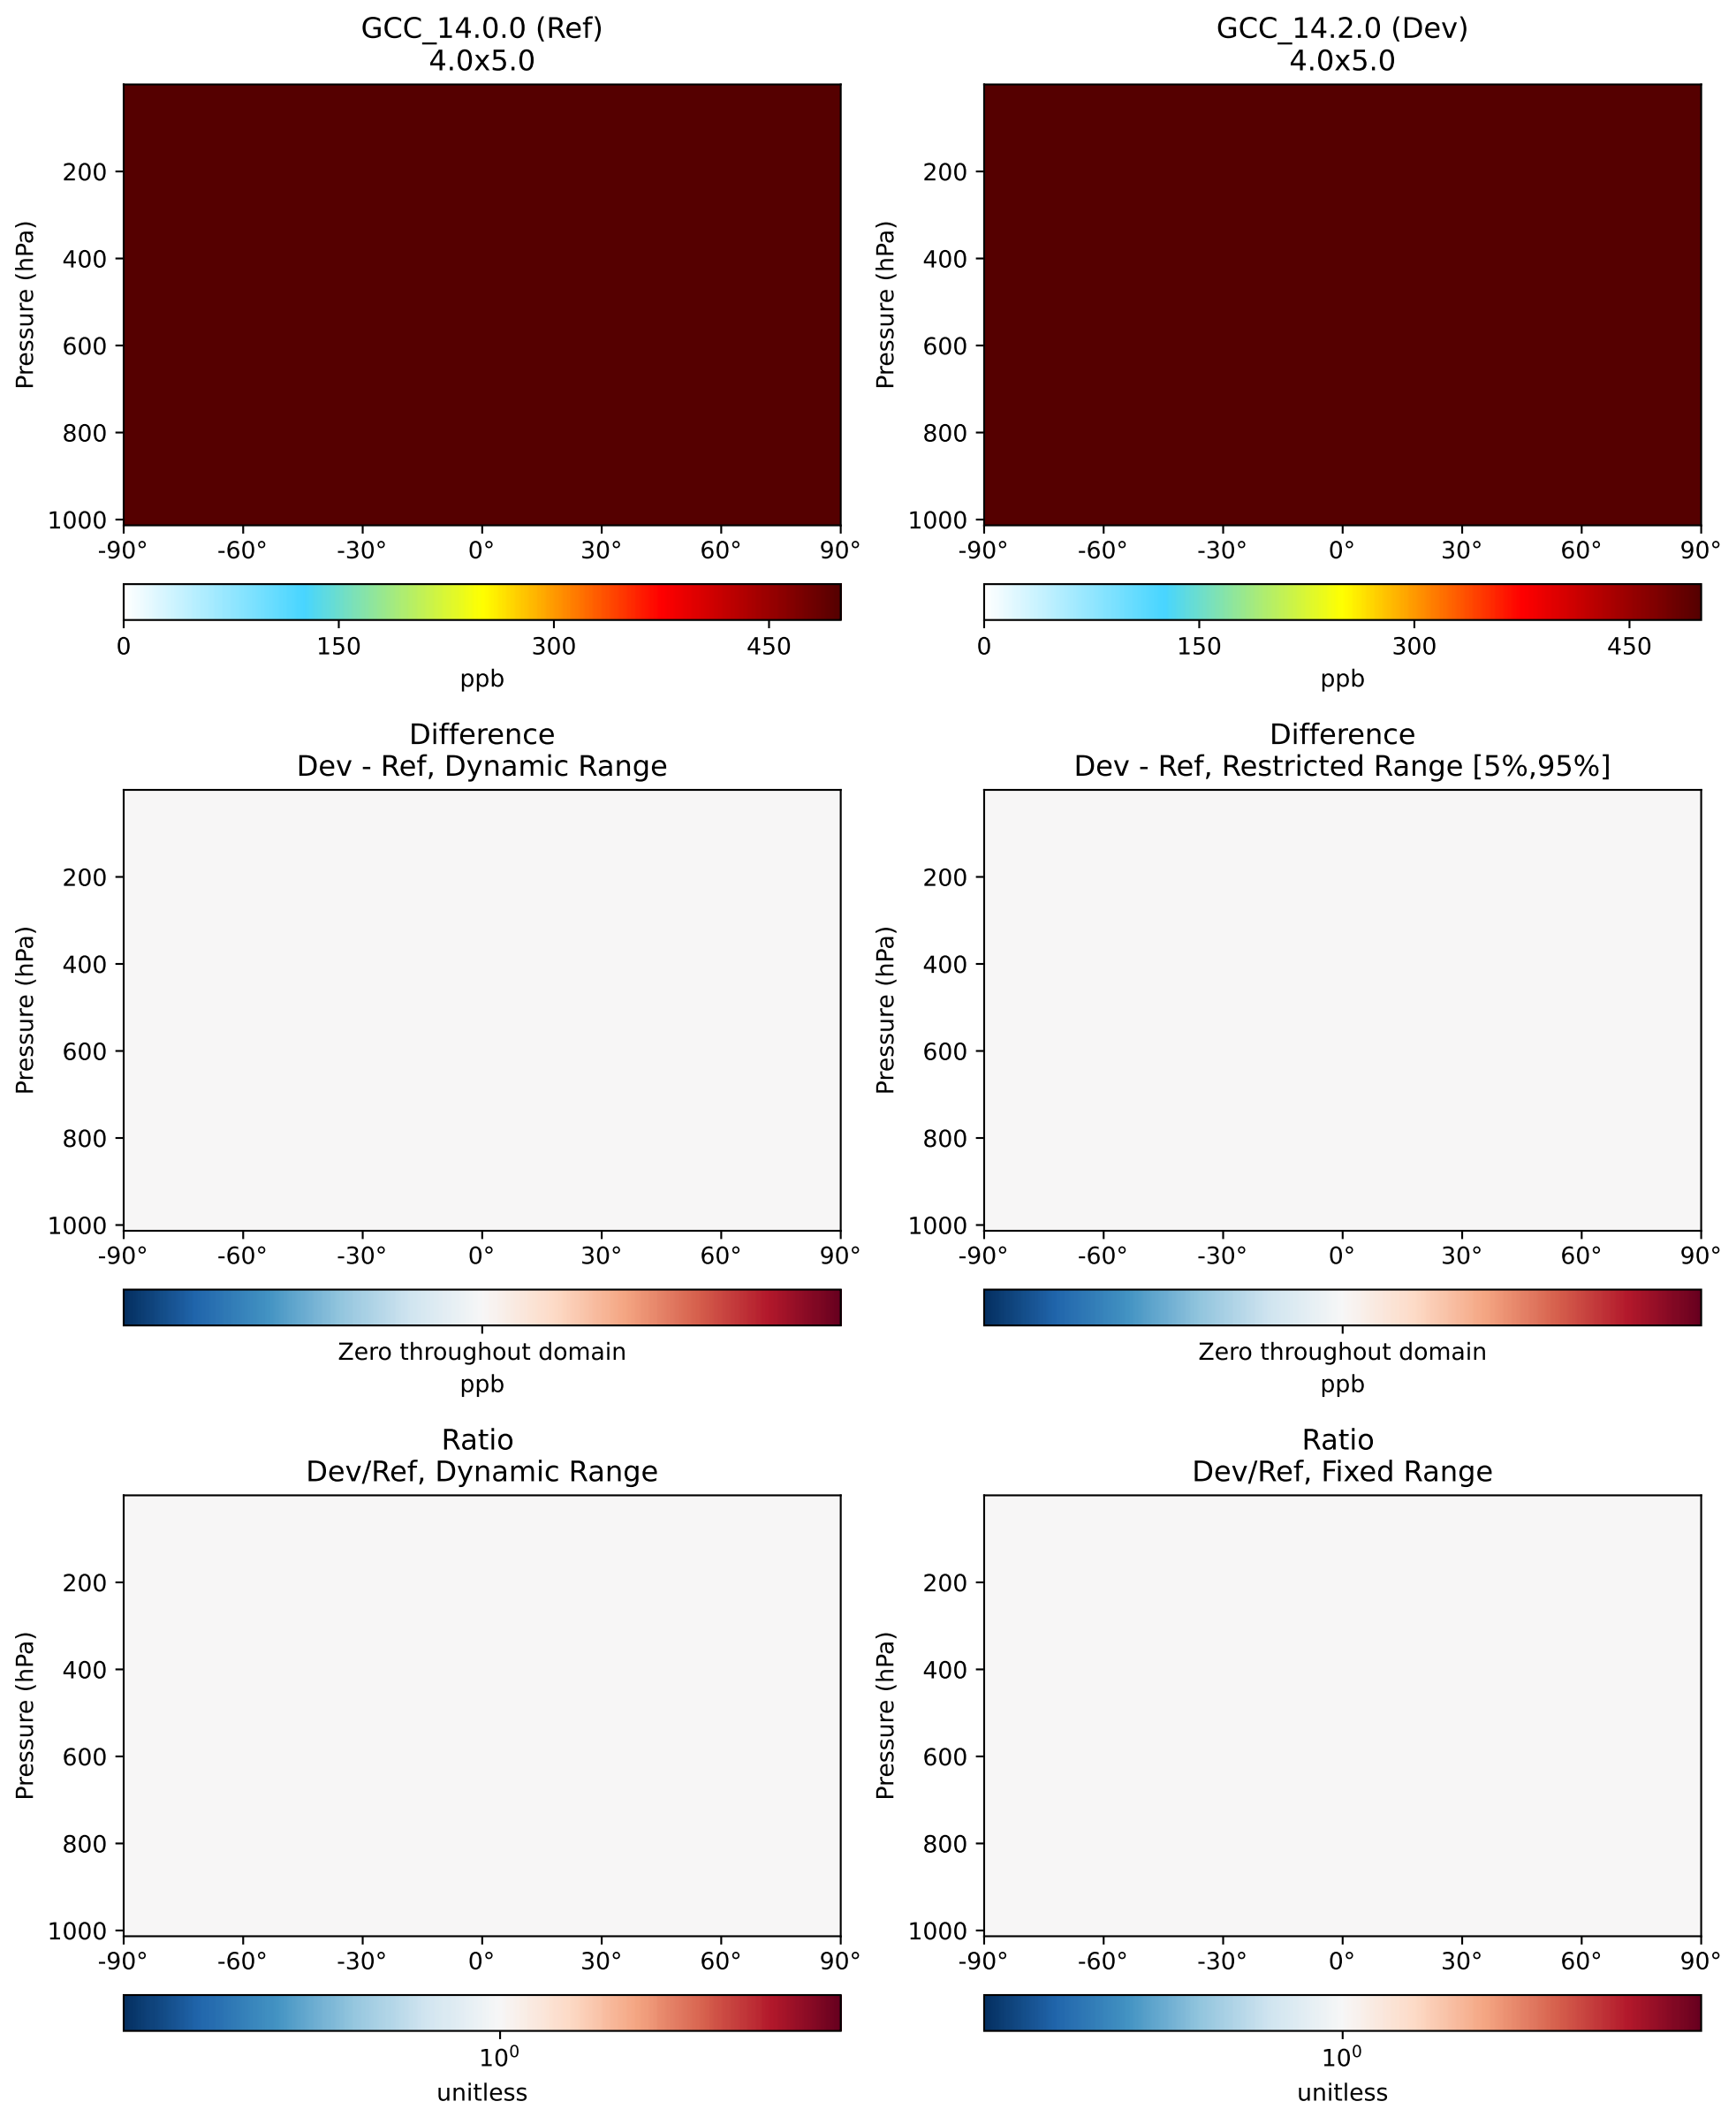 GCC_14.0.0 (Ref)
4.0x5.0
Pressure (hPa)
200
400
600
800
1000
-90° -60° -30° 0° 30° 60° 90°
0 150 300 450
ppb
GCC_14.2.0 (Dev)
4.0x5.0
Pressure (hPa)
200
400
600
800
1000
-90° -60° -30° 0° 30° 60° 90°
0 150 300 450
ppb
Difference
Dev - Ref, Dynamic Range
Pressure (hPa)
200
400
600
800
1000
-90° -60° -30° 0° 30° 60° 90°
Zero throughout domain
ppb
Difference
Dev - Ref, Restricted Range [5%,95%]
Pressure (hPa)
200
400
600
800
1000
-90° -60° -30° 0° 30° 60° 90°
Zero throughout domain
ppb
Ratio
Dev/Ref, Dynamic Range
Pressure (hPa)
200
400
600
800
1000
-90° -60° -30° 0° 30° 60° 90°
10⁰
unitless
Ratio
Dev/Ref, Fixed Range
Pressure (hPa)
200
400
600
800
1000
-90° -60° -30° 0° 30° 60° 90°
10⁰
unitless